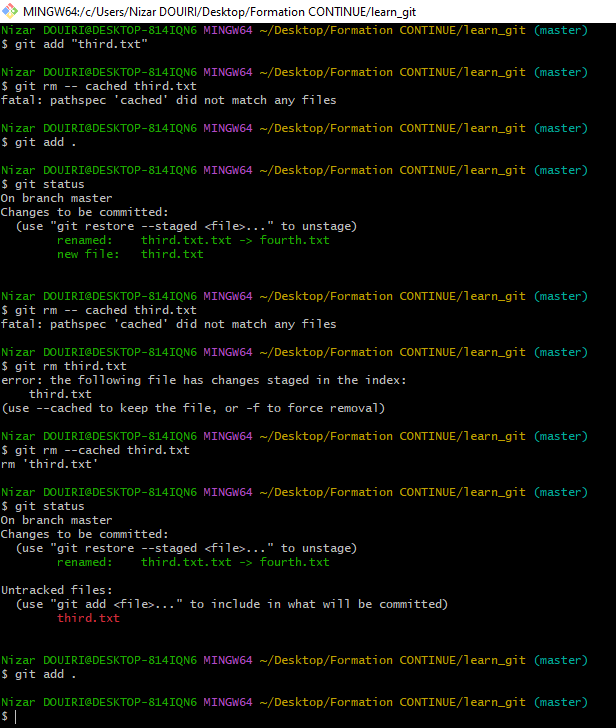 MINGW64:/c/Users/Nizar DOUIRI/Desktop/Formation CONTINUE/learn_git
Nizar DOUIRI@DESKTOP-814IQN6 MINGW64 ~/Desktop/Formation CONTINUE/learn_git (master)
$ git add "third.txt"
Nizar DOUIRI@DESKTOP-814IQN6 MINGW64 ~/Desktop/Formation CONTINUE/learn_git (master)
$ git rm -- cached third.txt
fatal: pathspec 'cached' did not match any files
Nizar DOUIRI@DESKTOP-814IQN6 MINGW64 ~/Desktop/Formation CONTINUE/learn_git (master)
$ git add .
Nizar DOUIRI@DESKTOP-814IQN6 MINGW64 ~/Desktop/Formation CONTINUE/learn_git (master)
$ git status
On branch master
Changes to be committed:
  (use "git restore --staged <file>..." to unstage)
        renamed:    third.txt.txt -> fourth.txt
        new file:   third.txt
Nizar DOUIRI@DESKTOP-814IQN6 MINGW64 ~/Desktop/Formation CONTINUE/learn_git (master)
$ git rm -- cached third.txt
fatal: pathspec 'cached' did not match any files
Nizar DOUIRI@DESKTOP-814IQN6 MINGW64 ~/Desktop/Formation CONTINUE/learn_git (master)
$ git rm third.txt
error: the following file has changes staged in the index:
    third.txt
(use --cached to keep the file, or -f to force removal)
Nizar DOUIRI@DESKTOP-814IQN6 MINGW64 ~/Desktop/Formation CONTINUE/learn_git (master)
$ git rm --cached third.txt
rm 'third.txt'
Nizar DOUIRI@DESKTOP-814IQN6 MINGW64 ~/Desktop/Formation CONTINUE/learn_git (master)
$ git status
On branch master
Changes to be committed:
  (use "git restore --staged <file>..." to unstage)
        renamed:    third.txt.txt -> fourth.txt
Untracked files:
  (use "git add <file>..." to include in what will be committed)
        third.txt
Nizar DOUIRI@DESKTOP-814IQN6 MINGW64 ~/Desktop/Formation CONTINUE/learn_git (master)
$ git add .
Nizar DOUIRI@DESKTOP-814IQN6 MINGW64 ~/Desktop/Formation CONTINUE/learn_git (master)
$